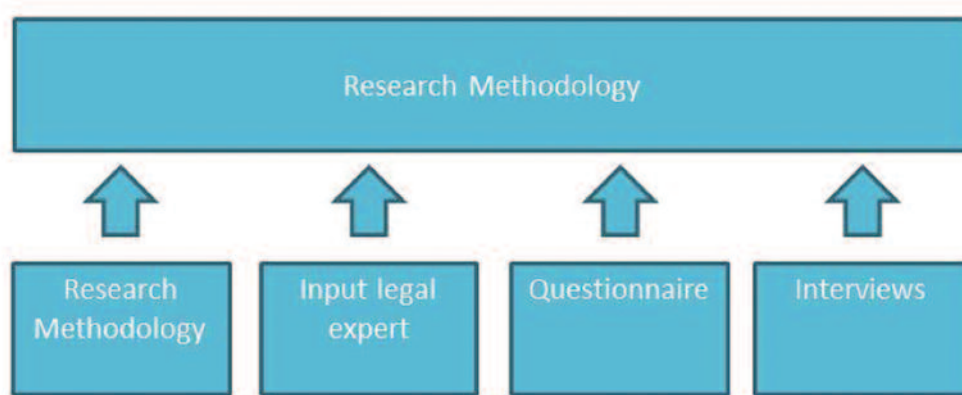 Research Methodology
Research
Methodology
Input legal
expert
Questionnaire
Interviews